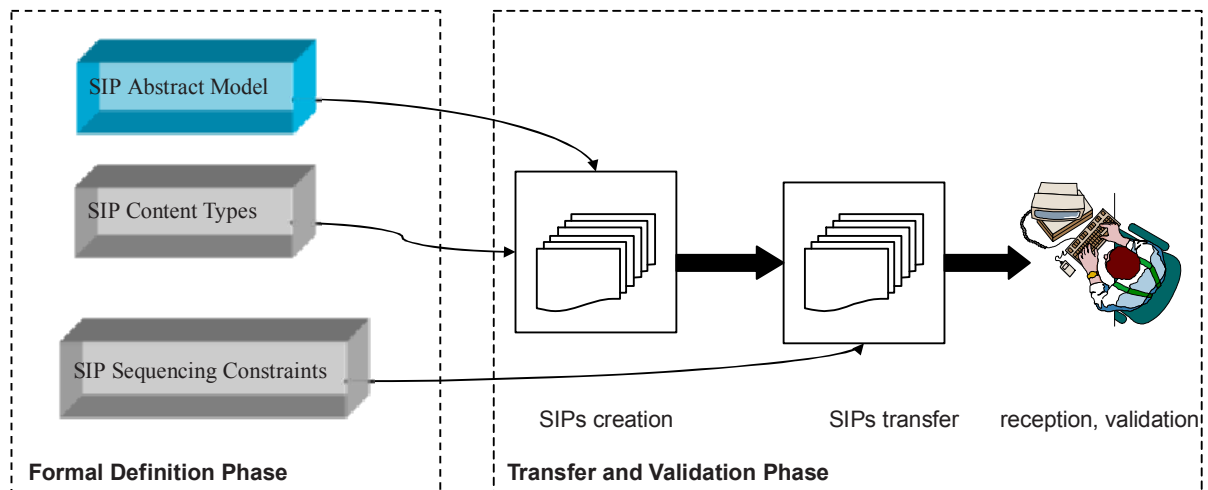 SIP Abstract Model
SIP Content Types
SIP Sequencing Constraints
Formal Definition Phase
SIPs creation
SIPs transfer
reception, validation
Transfer and Validation Phase